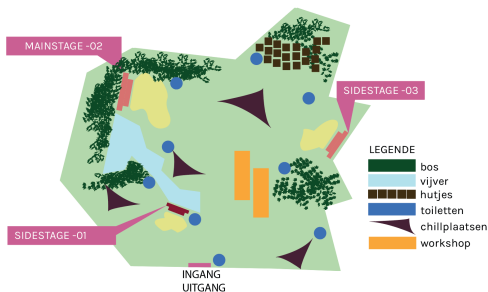 MAINSTAGE -02
SIDESTAGE -03
LEGENDE
bos
vijver
hutjes
toiletten
chillplaatsen
workshop
SIDESTAGE -01
INGANG
UITGANG